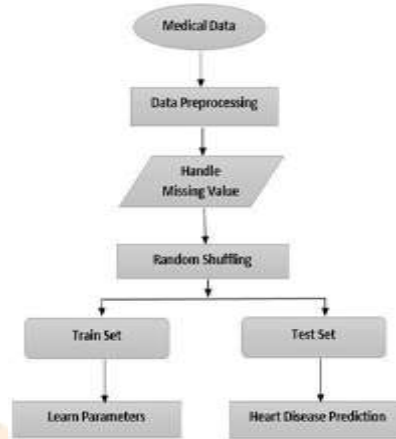 Medical Data
Data Preprocessing
Handle
Missing Value
Random Shuffling
Train Set
Test Set
Learn Parameters
Heart Disease Prediction